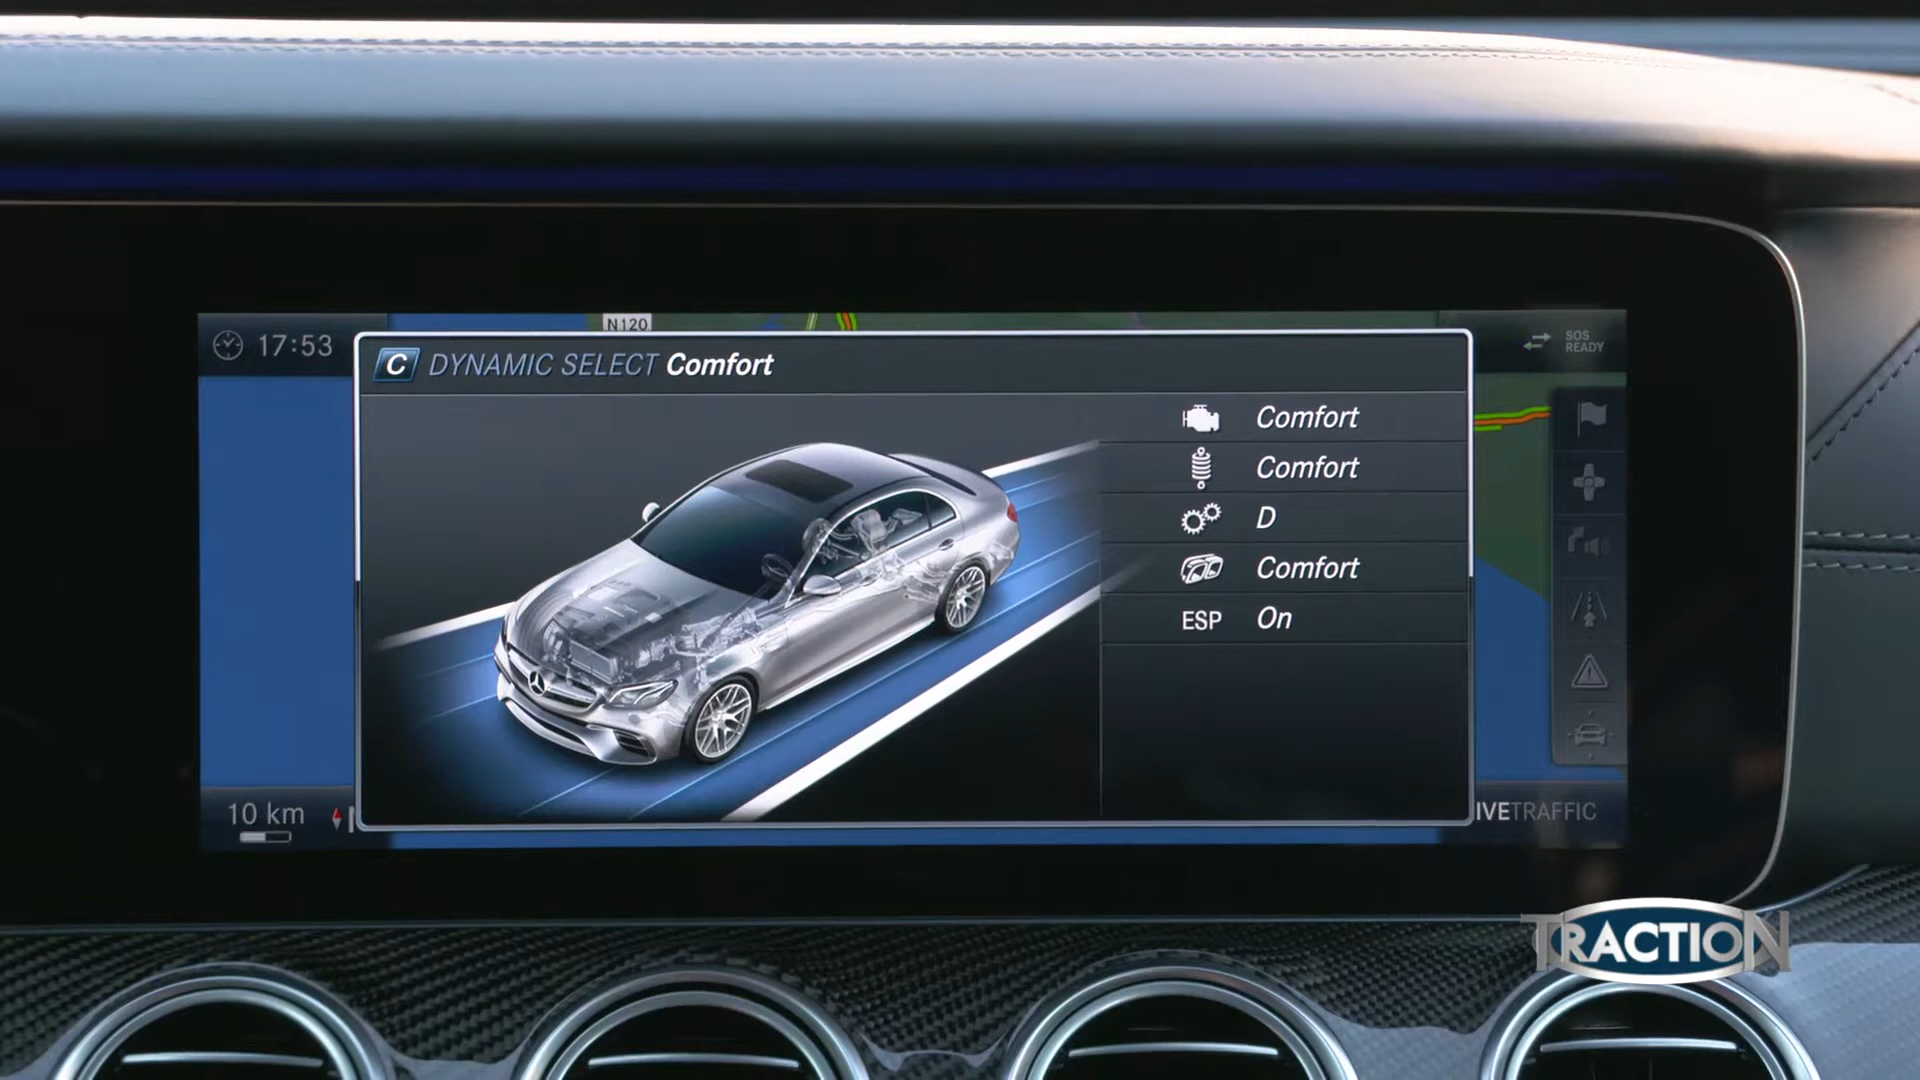 N120
17:53
SOS
READY
C DYNAMIC SELECT Comfort
Comfort
Comfort
D
Comfort
ESP On
10 km
IVETRAFFIC
TRACTION